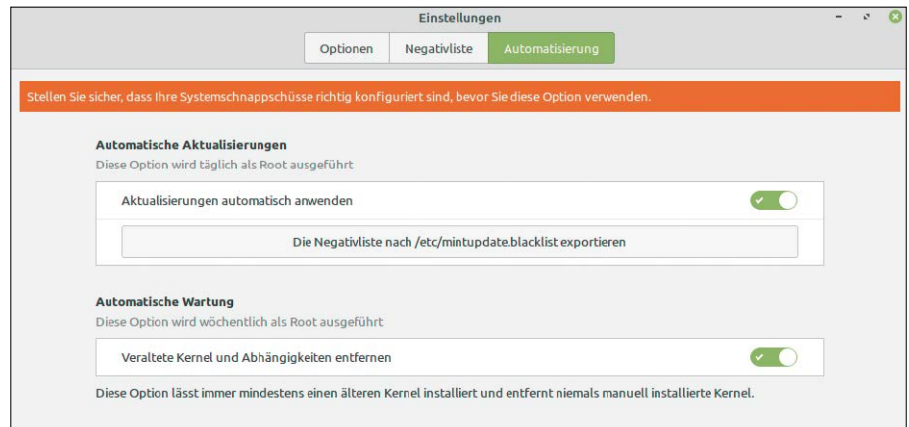 Einstellungen
Optionen
Negativliste
Automatisierung
Stellen Sie sicher, dass Ihre Systemschnappschüsse richtig konfiguriert sind, bevor Sie diese Option verwenden.
Automatische Aktualisierungen
Diese Option wird täglich als Root ausgeführt
Aktualisierungen automatisch anwenden
Die Negativliste nach /etc/mintupdate.blacklist exportieren
Automatische Wartung
Diese Option wird wöchentlich als Root ausgeführt
Veraltete Kernel und Abhängigkeiten entfernen
Diese Option lässt immer mindestens einen älteren Kernel installiert und entfernt niemals manuell installierte Kernel.